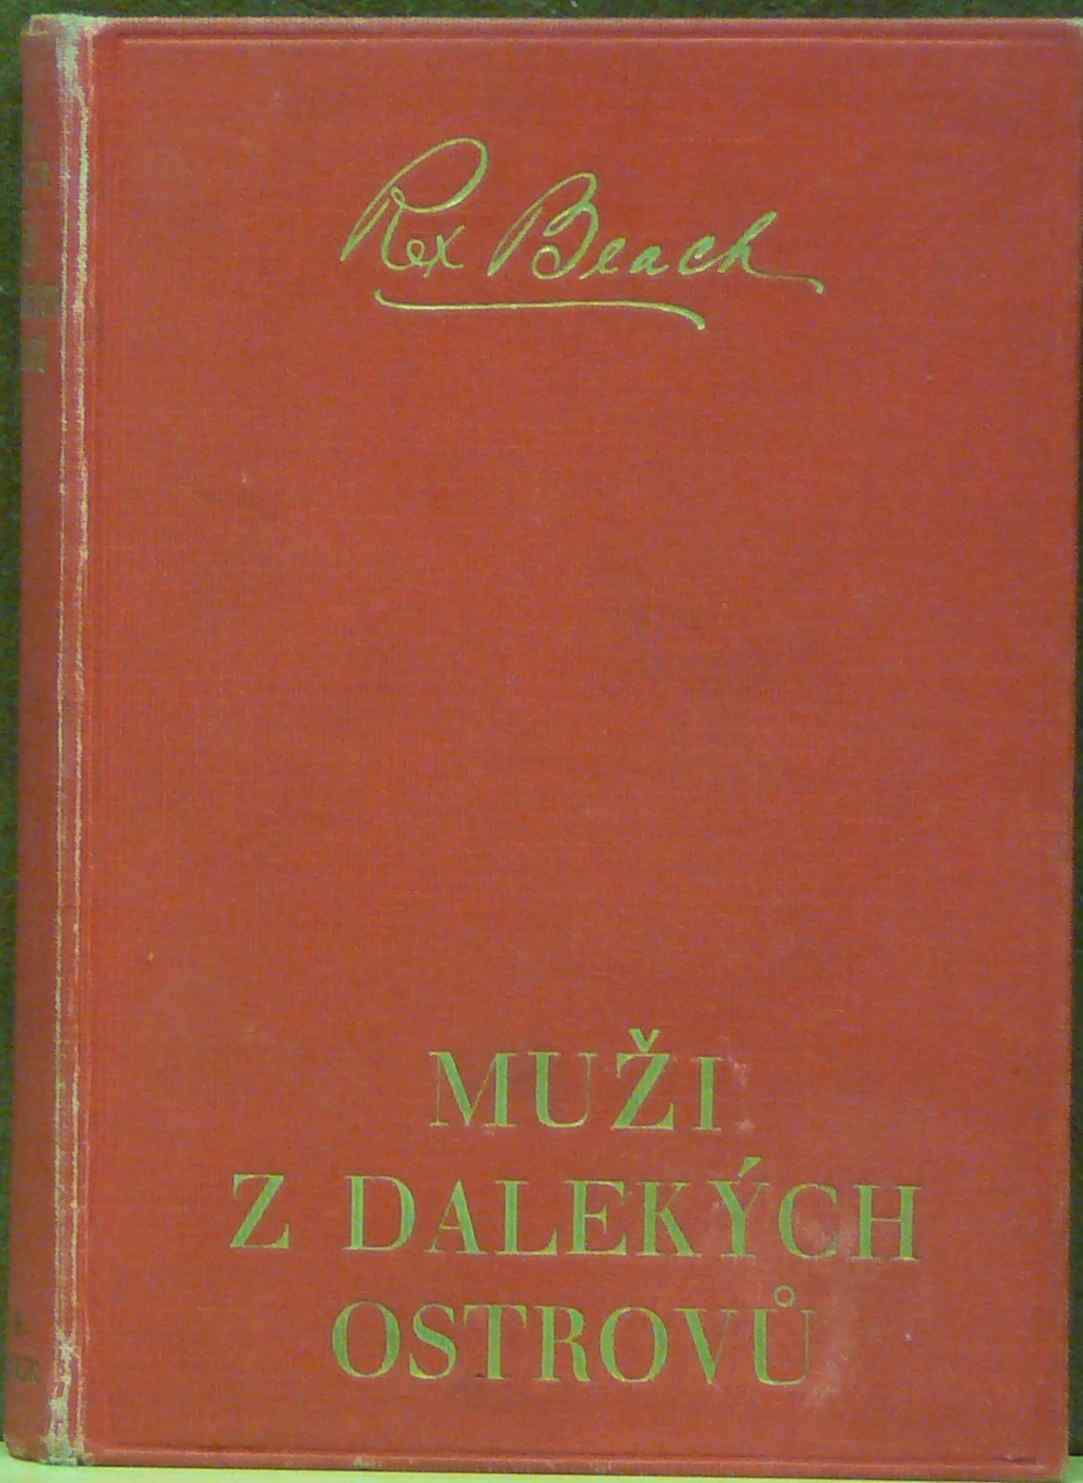 Rex Beach
MUŽI
Z DALEKÝCH
OSTROVŮ